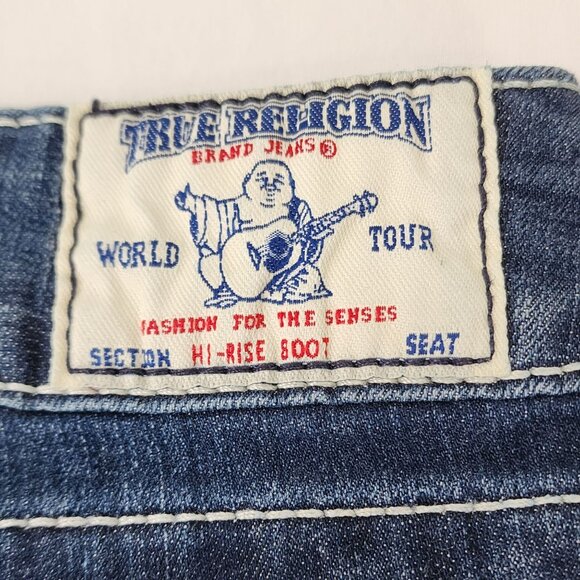 TRUE RELIGION
BRAND JEANS®
WORLD TOUR
FASHION FOR THE SENSES
SECTION HI-RISE BOOT SEAT